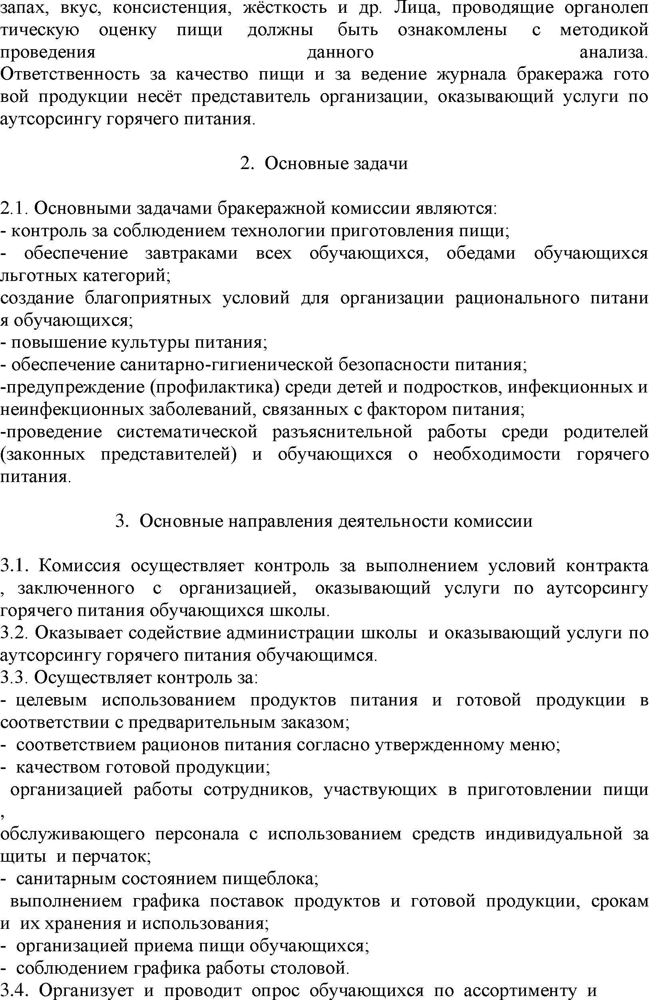 запах, вкус, консистенция, жёсткость и др. Лица, проводящие органолеп
тическую оценку пищи должны быть ознакомлены с методикой
проведения данного анализа.
Ответственность за качество пищи и за ведение журнала бракеража гото
вой продукции несёт представитель организации, оказывающий услуги по
аутсорсингу горячего питания.
2. Основные задачи
2.1. Основными задачами бракеражной комиссии являются:
- контроль за соблюдением технологии приготовления пищи;
- обеспечение завтраками всех обучающихся, обедами обучающихся
льготных категорий;
создание благоприятных условий для организации рационального питани
я обучающихся;
- повышение культуры питания;
- обеспечение санитарно-гигиенической безопасности питания;
-предупреждение (профилактика) среди детей и подростков, инфекционных и
неинфекционных заболеваний, связанных с фактором питания;
-проведение систематической разъяснительной работы среди родителей
(законных представителей) и обучающихся о необходимости горячего
питания.
3. Основные направления деятельности комиссии
3.1. Комиссия осуществляет контроль за выполнением условий контракта
, заключенного с организацией, оказывающий услуги по аутсорсингу
горячего питания обучающихся школы.
3.2. Оказывает содействие администрации школы и оказывающий услуги по
аутсорсингу горячего питания обучающимся.
3.3. Осуществляет контроль за:
- целевым использованием продуктов питания и готовой продукции в
соответствии с предварительным заказом;
- соответствием рационов питания согласно утвержденному меню;
- качеством готовой продукции;
организацией работы сотрудников, участвующих в приготовлении пищи
,
обслуживающего персонала с использованием средств индивидуальной за
щиты и перчаток;
- санитарным состоянием пищеблока;
выполнением графика поставок продуктов и готовой продукции, срокам
и их хранения и использования;
- организацией приема пищи обучающихся;
- соблюдением графика работы столовой.
3.4. Организует и проводит опрос обучающихся по ассортименту и